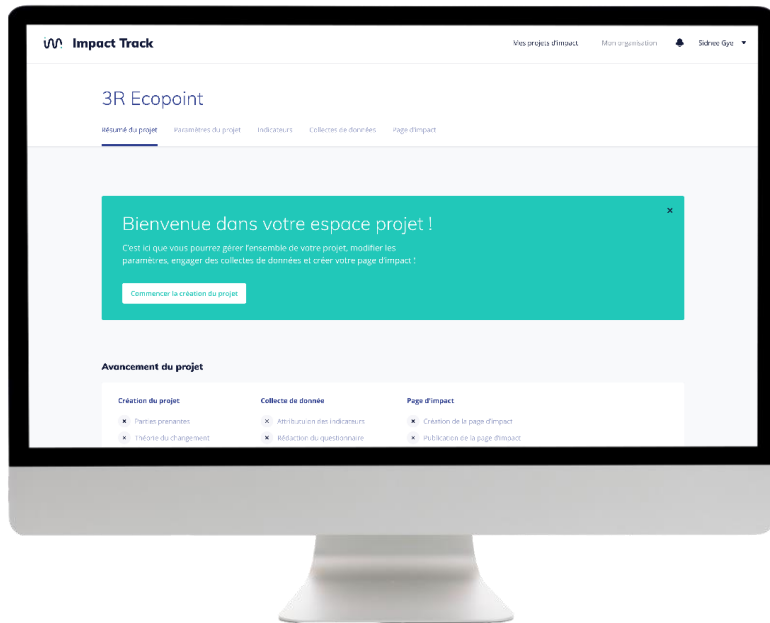 Impact Track
Mes projets d'impact
Mon organisation
Sidnee Gye
3R Ecopoint
Résumé du projet
Paramètres du projet
Indicateurs
Collectes de données
Page d'impact
Bienvenue dans votre espace projet !
C'est ici que vous pourrez gérer l'ensemble de votre projet, modifier les
paramètres, engager des collectes de données et créer votre page d'impact !
Commencer la création du projet
Avancement du projet
Création du projet
Parties prenantes
Théorie du changement
Collecte de donnée
Attributuion des indicateurs
Rédaction du questionnaire
Page d'impact
Création de la page d'impact
Publication de la page d'impact